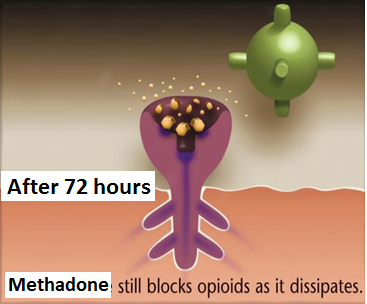 After 72 hours
Methadone still blocks opioids as it dissipates.